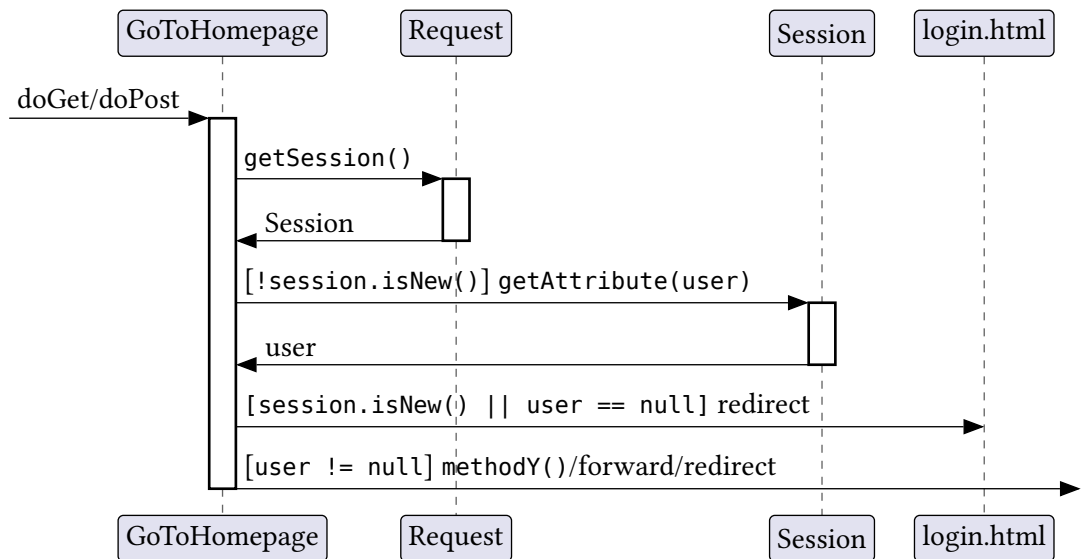 GoToHomepage Request Session login.html
doGet/doPost
getSession()
Session
[!session.isNew()] getAttribute(user)
user
[session.isNew() || user == null] redirect
[user != null] methodY()/forward/redirect
GoToHomepage Request Session login.html